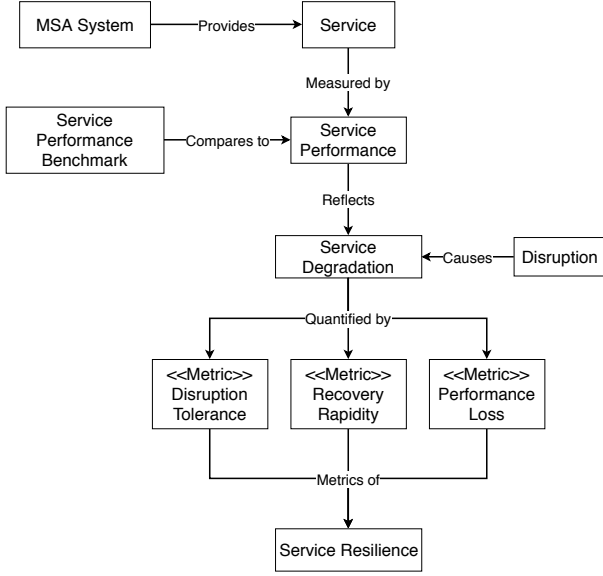 MSA System
Provides
Service
Measured by
Service
Performance
Benchmark
Compares to
Service
Performance
Reflects
Service
Degradation
Causes
Disruption
Quantified by
<<Metric>>
Disruption
Tolerance
<<Metric>>
Recovery
Rapidity
<<Metric>>
Performance
Loss
Metrics of
Service Resilience